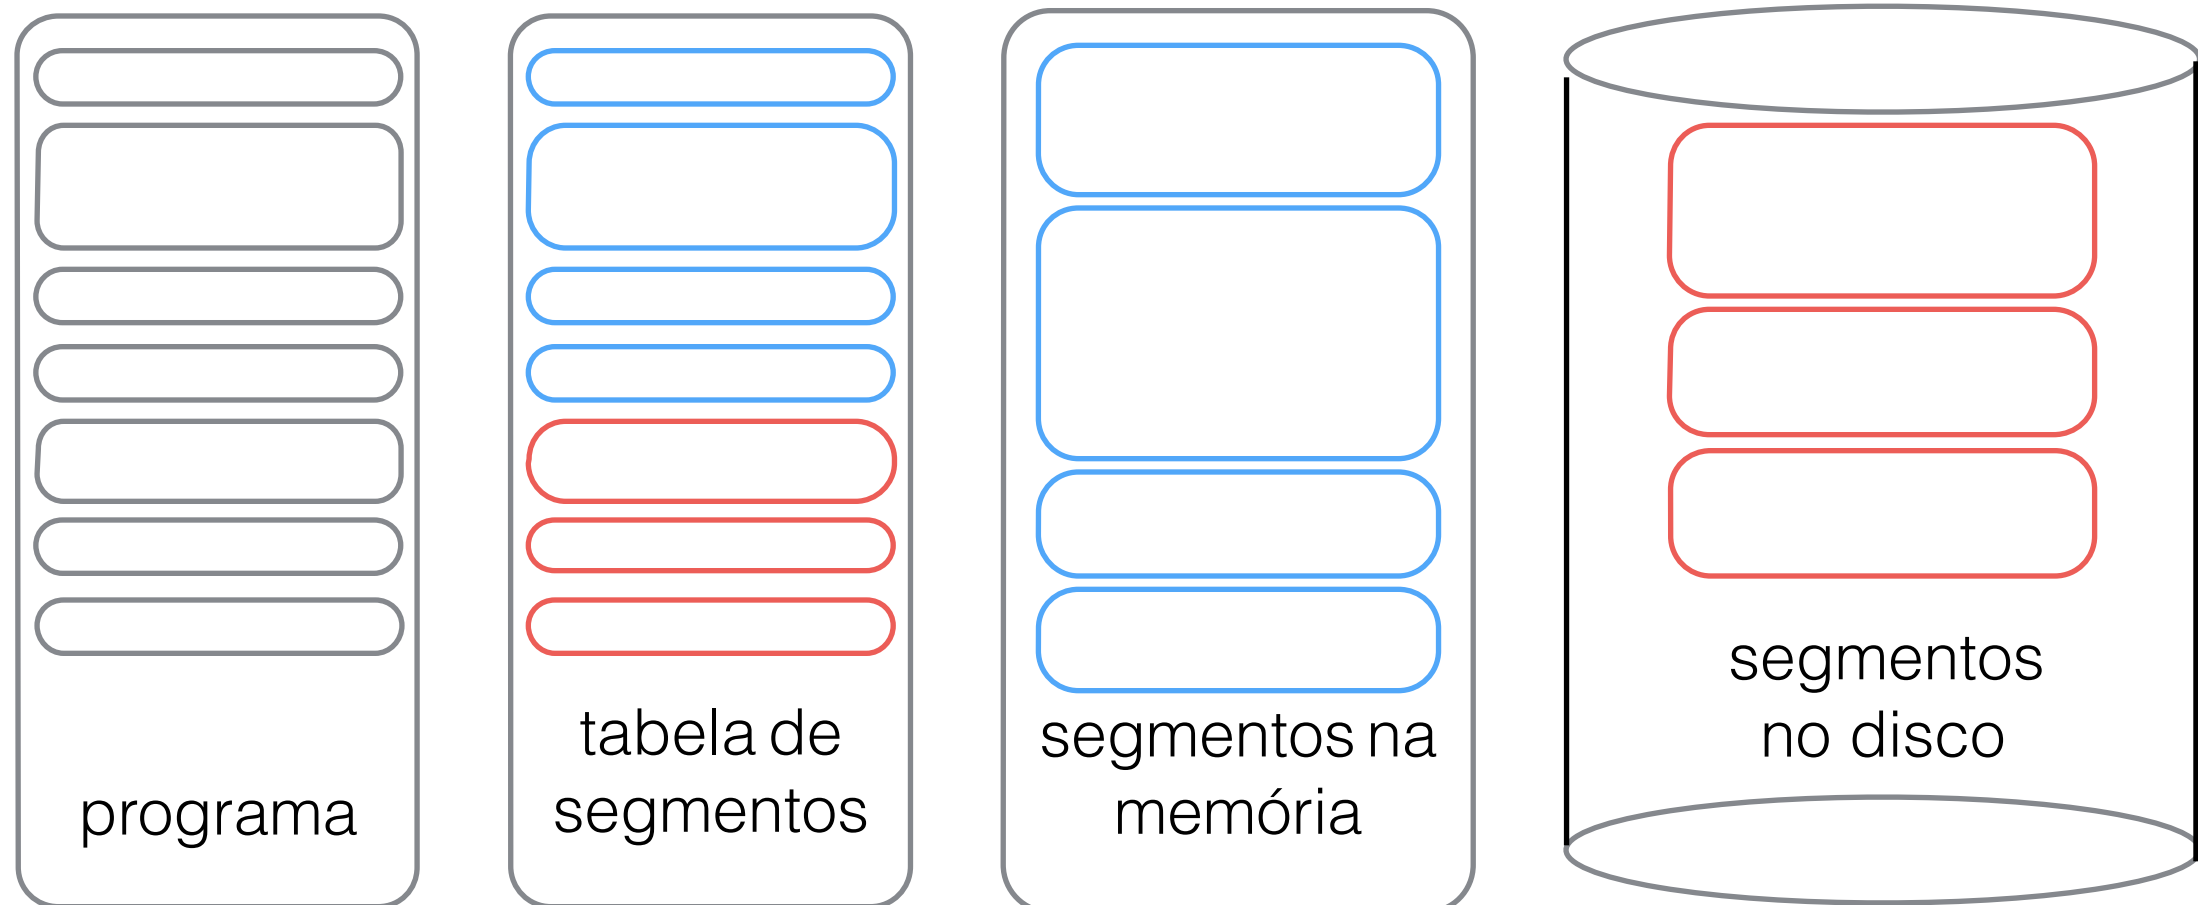 programa
tabela de
segmentos
segmentos na
memória
segmentos
no disco